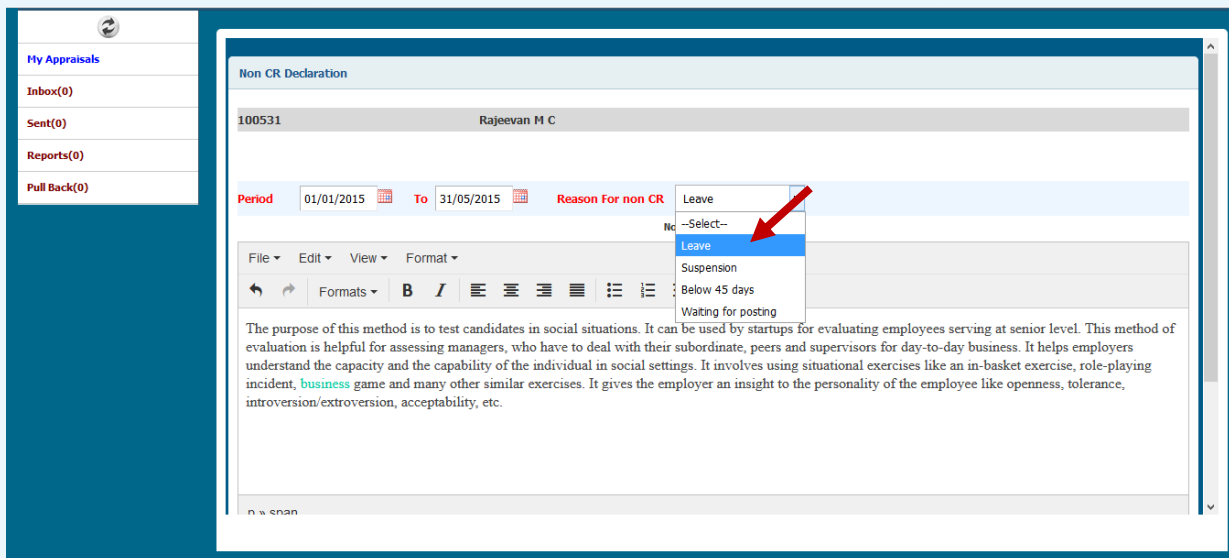 My Appraisals
Inbox(0)
Sent(0)
Reports(0)
Pull Back(0)
Non CR Declaration
100531 Rajeevan M C
Period 01/01/2015 To 31/05/2015 Reason For non CR Leave
--Select--
Leave
Suspension
Below 45 days
Waiting for posting
File Edit View Format
Formats B I
The purpose of this method is to test candidates in social situations. It can be used by startups for evaluating employees serving at senior level. This method of
evaluation is helpful for assessing managers, who have to deal with their subordinate, peers and supervisors for day-to-day business. It helps employers
understand the capacity and the capability of the individual in social settings. It involves using situational exercises like an in-basket exercise, role-playing
incident, business game and many other similar exercises. It gives the employer an insight to the personality of the employee like openness, tolerance,
introversion/extroversion, acceptability, etc.
p » span